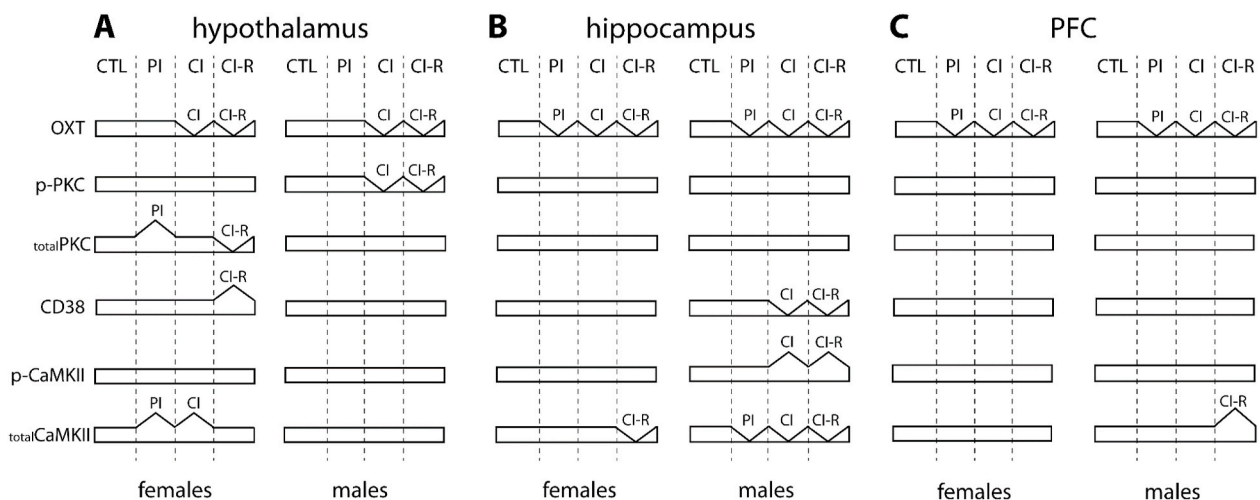 A hypothalamus B hippocampus C PFC
CTL PI CI CI-R CTL PI CI CI-R CTL PI CI CI-R CTL PI CI CI-R CTL PI CI CI-R CTL PI CI CI-R
OXT CI CI-R CI CI-R PI CI CI-R PI CI CI-R PI CI CI-R PI CI CI-R
p-PKC CI CI-R
totalPKC PI CI-R
CD38 CI-R CI CI-R
p-CaMKII CI CI-R
totalCaMKII PI CI CI-R PI CI CI-R CI-R
females males females males females males